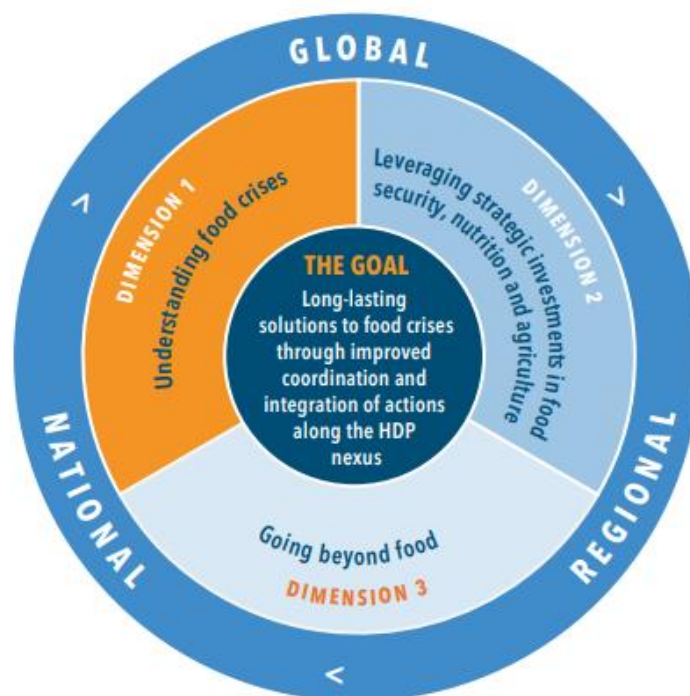 GLOBAL
DIMENSION 1
Understanding food crises
Leveraging strategic investments in food
security, nutrition and agriculture
DIMENSION 2
THE GOAL
Long-lasting
solutions to food crises
through improved
coordination and
integration of actions
along the HDP
nexus
NATIONAL
REGIONAL
Going beyond food
DIMENSION 3